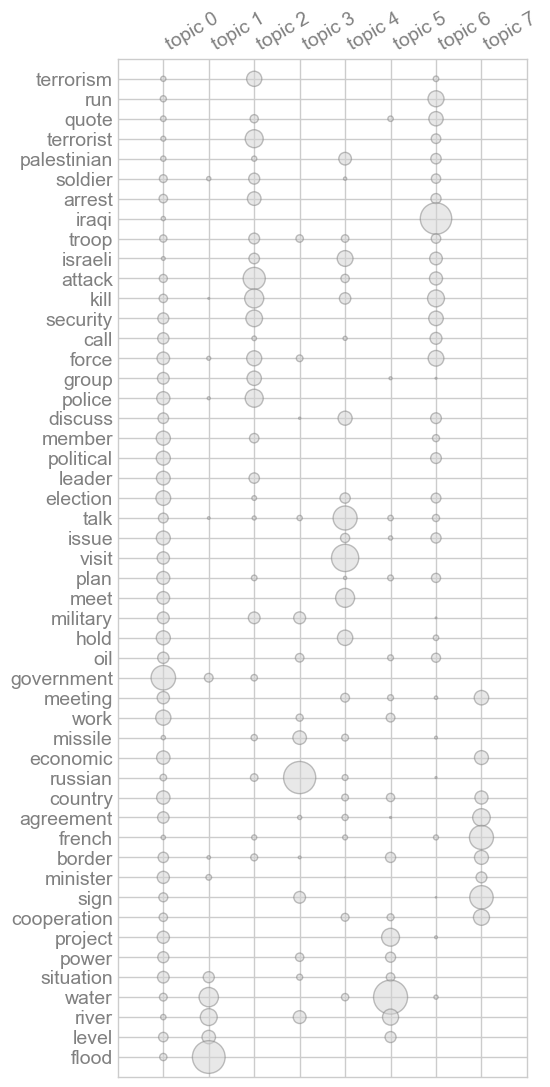 topic 0 topic 1 topic 2 topic 3 topic 4 topic 5 topic 6 topic 7
terrorism
run
quote
terrorist
palestinian
soldier
arrest
iraqi
troop
israeli
attack
kill
security
call
force
group
police
discuss
member
political
leader
election
talk
issue
visit
plan
meet
military
hold
oil
government
meeting
work
missile
economic
russian
country
agreement
french
border
minister
sign
cooperation
project
power
situation
water
river
level
flood